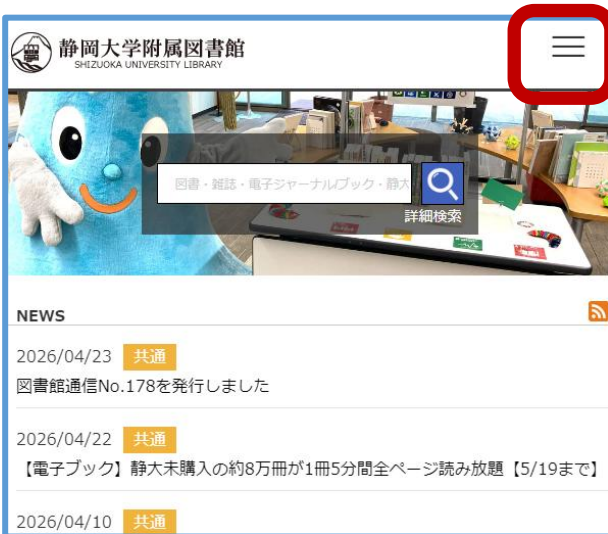 静岡大学附属図書館
SHIZUOKA UNIVERSITY LIBRARY
図書・雑誌・電子ジャーナル/ブック・静大
詳細検索
NEWS
2026/04/23 共通
図書館通信No.178を発行しました
2026/04/22 共通
【電子ブック】静大未購入の約8万冊が1冊5分間全ページ読み放題【5/19まで】
2026/04/10 共通